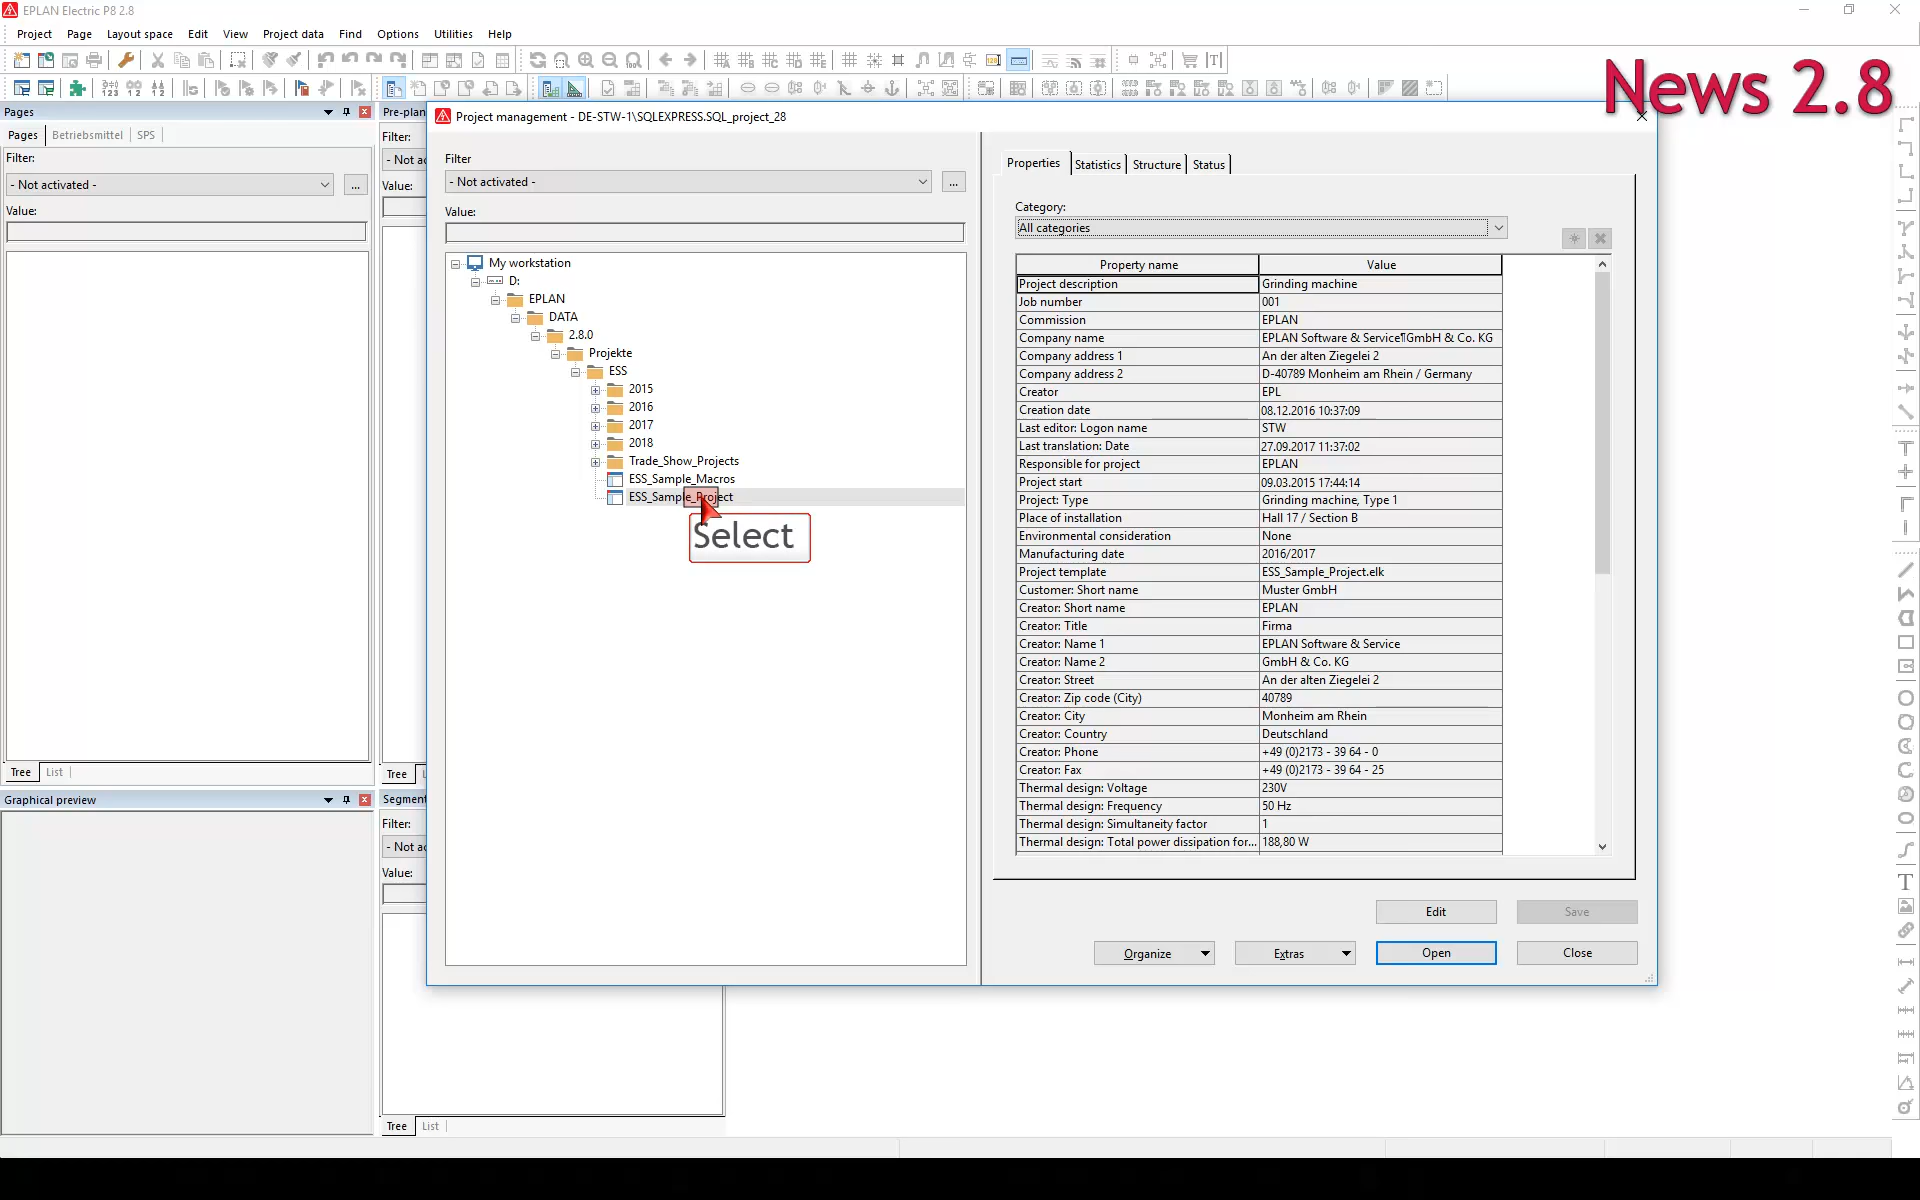 EPLAN Electric P8 2.8
Project Page Layout space Edit View Project data Find Options Utilities Help
News 2.8
Pages
Pages Betriebsmittel SPS
Filter:
- Not activated -
...
Value:
Tree List
Graphical preview
Pre-plan
Filter:
- Not ac
Value:
Tree
Segment
Filter:
- Not ac
Value:
Tree List
Project management - DE-STW-1\SQLEXPRESS.SQL_project_28
Filter
- Not activated -
...
Value:
My workstation
D:
EPLAN
DATA
2.8.0
Projekte
ESS
2015
2016
2017
2018
Trade_Show_Projects
ESS_Sample_Macros
ESS_Sample_Project
Select
Properties Statistics Structure Status
Category:
All categories
Property name Value
Project description Grinding machine
Job number 001
Commission EPLAN
Company name EPLAN Software & Service¶GmbH & Co. KG
Company address 1 An der alten Ziegelei 2
Company address 2 D-40789 Monheim am Rhein / Germany
Creator EPL
Creation date 08.12.2016 10:37:09
Last editor: Logon name STW
Last translation: Date 27.09.2017 11:37:02
Responsible for project EPLAN
Project start 09.03.2015 17:44:14
Project: Type Grinding machine, Type 1
Place of installation Hall 17 / Section B
Environmental consideration None
Manufacturing date 2016/2017
Project template ESS_Sample_Project.elk
Customer: Short name Muster GmbH
Creator: Short name EPLAN
Creator: Title Firma
Creator: Name 1 EPLAN Software & Service
Creator: Name 2 GmbH & Co. KG
Creator: Street An der alten Ziegelei 2
Creator: Zip code (City) 40789
Creator: City Monheim am Rhein
Creator: Country Deutschland
Creator: Phone +49 (0)2173 - 39 64 - 0
Creator: Fax +49 (0)2173 - 39 64 - 25
Thermal design: Voltage 230V
Thermal design: Frequency 50 Hz
Thermal design: Simultaneity factor 1
Thermal design: Total power dissipation for... 188,80 W
Edit Save
Organize Extras Open Close